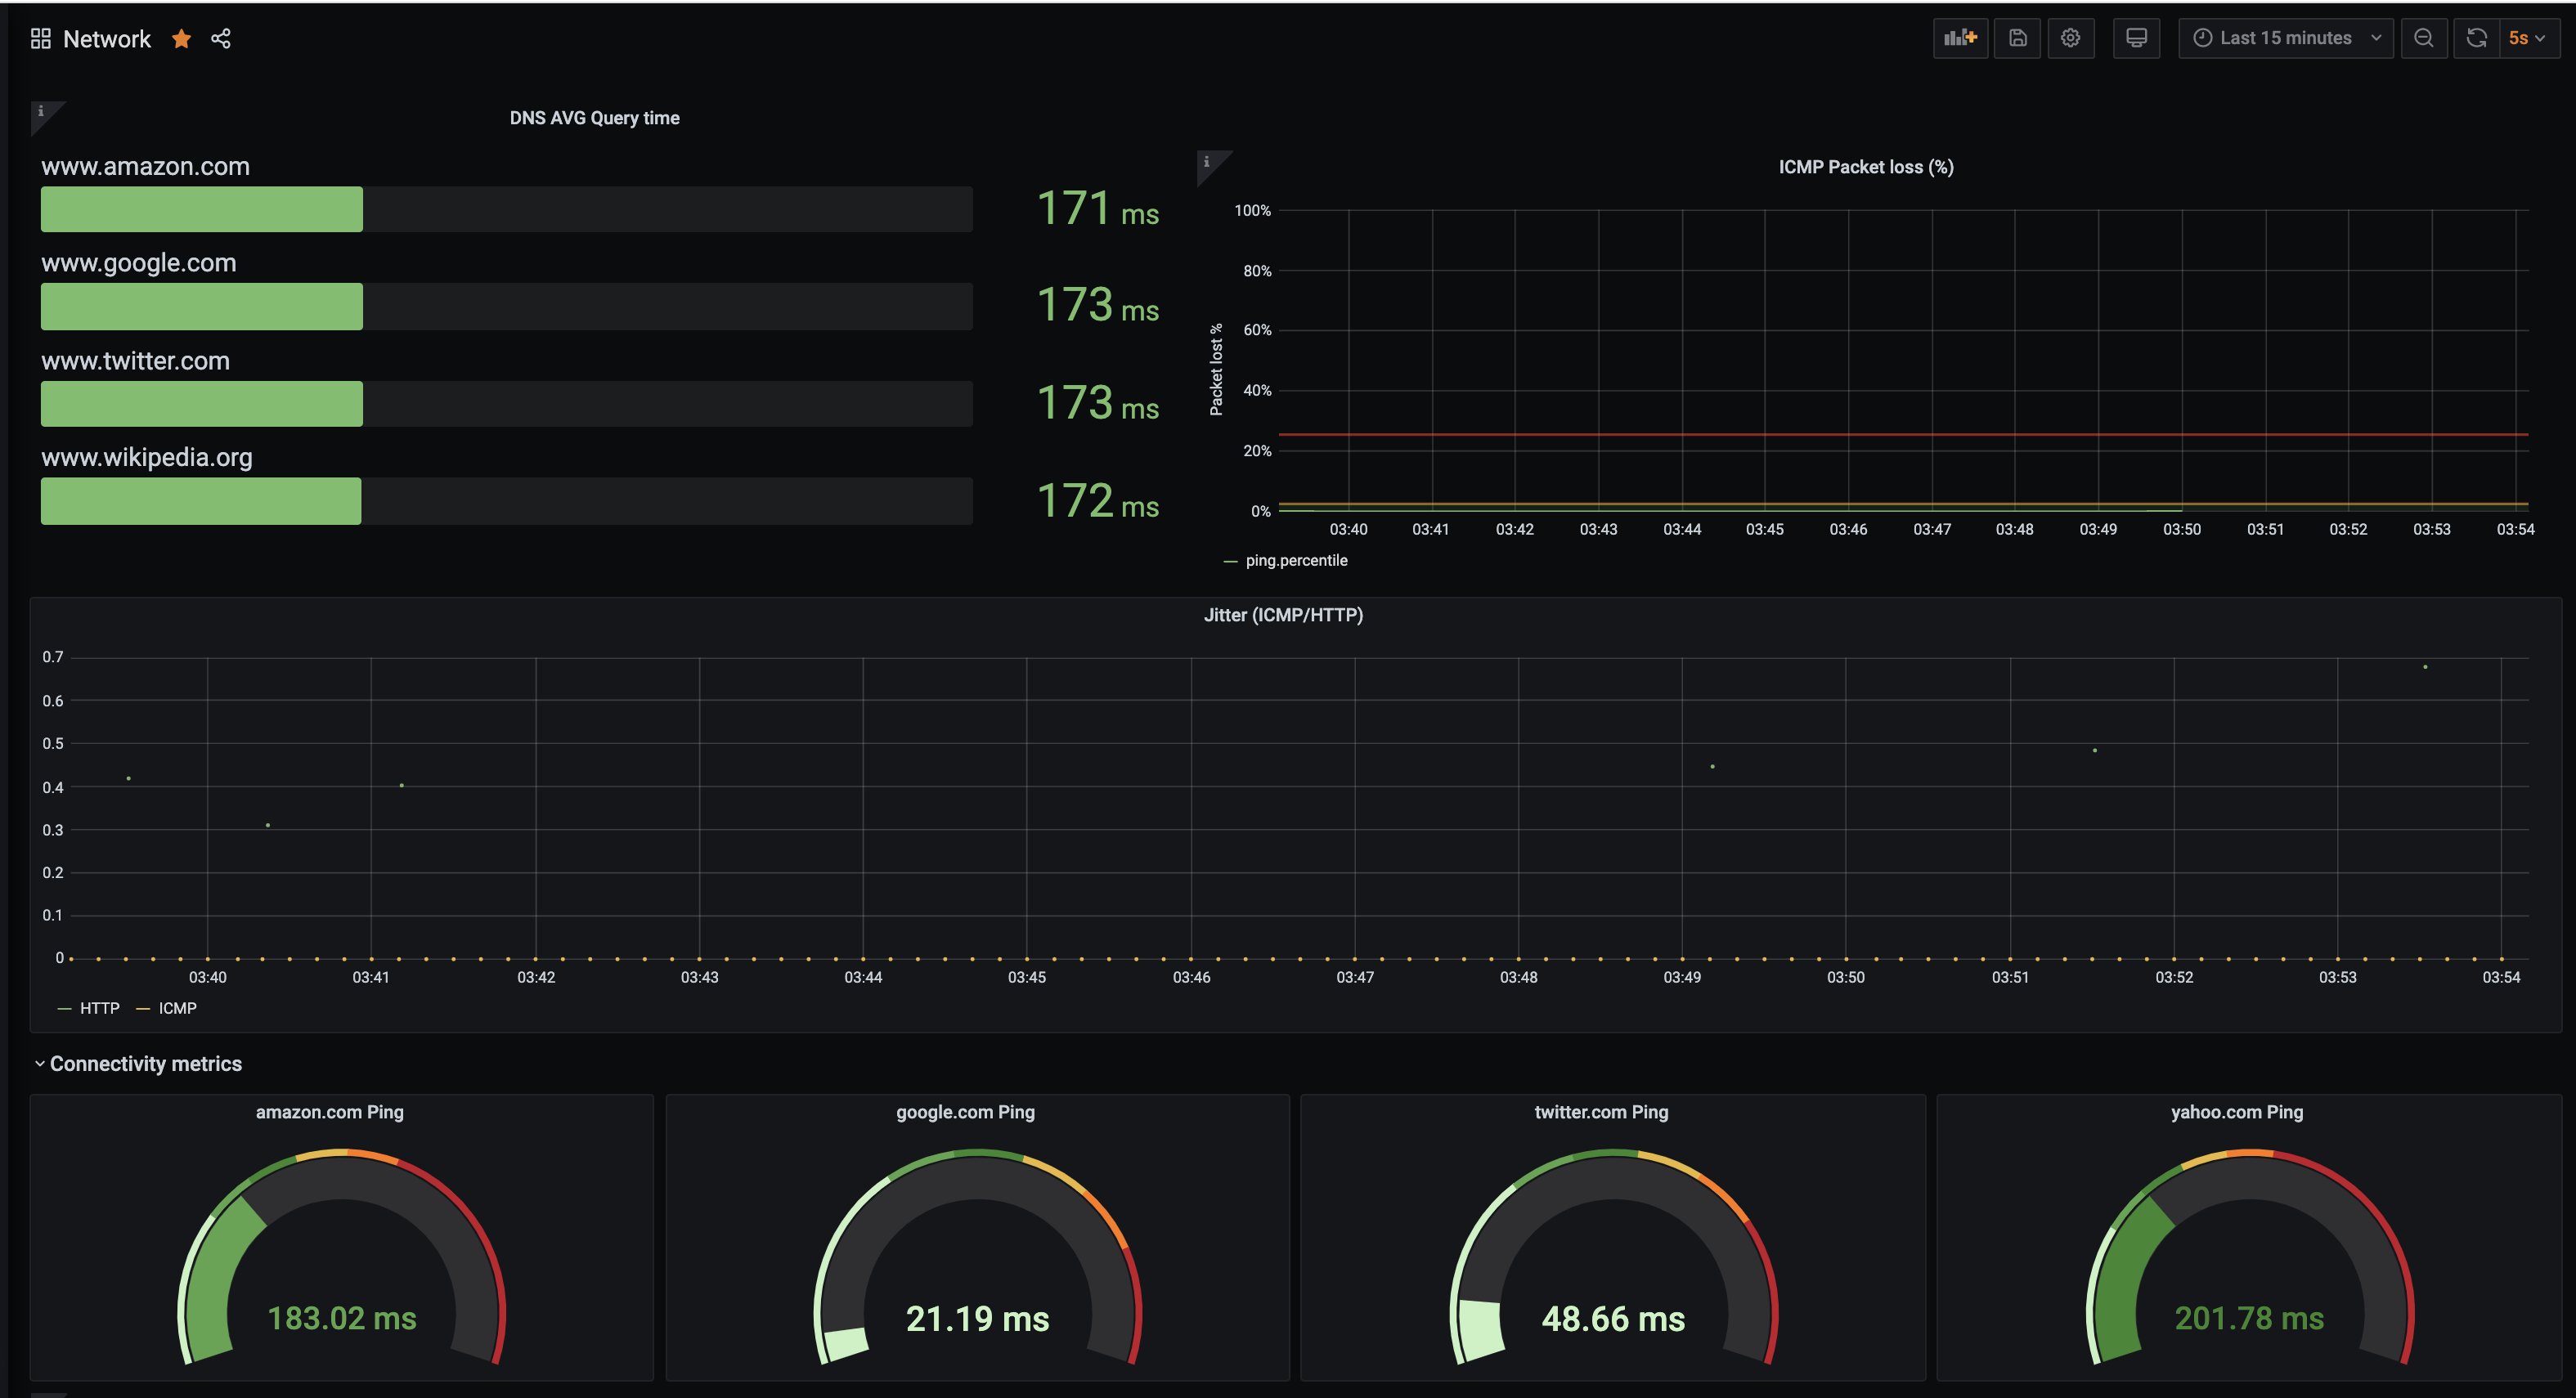 Network
Last 15 minutes
5s
DNS AVG Query time
www.amazon.com
171 ms
www.google.com
173 ms
www.twitter.com
173 ms
www.wikipedia.org
172 ms
ICMP Packet loss (%)
Packet lost %
100%
80%
60%
40%
20%
0%
03:40 03:41 03:42 03:43 03:44 03:45 03:46 03:47 03:48 03:49 03:50 03:51 03:52 03:53 03:54
ping.percentile
Jitter (ICMP/HTTP)
0.7
0.6
0.5
0.4
0.3
0.2
0.1
0
03:40 03:41 03:42 03:43 03:44 03:45 03:46 03:47 03:48 03:49 03:50 03:51 03:52 03:53 03:54
HTTP ICMP
Connectivity metrics
amazon.com Ping
183.02 ms
google.com Ping
21.19 ms
twitter.com Ping
48.66 ms
yahoo.com Ping
201.78 ms